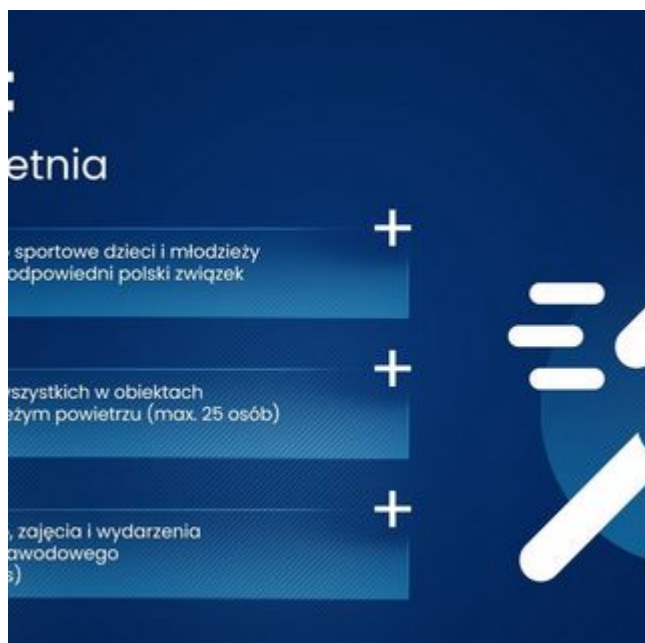 etnia
sportowe dzieci i młodzieży
odpowiedni polski związek
wszystkich w obiektach
eżym powietrzu (max. 25 osób)
, zajęcia i wydarzenia
awodowego
s)